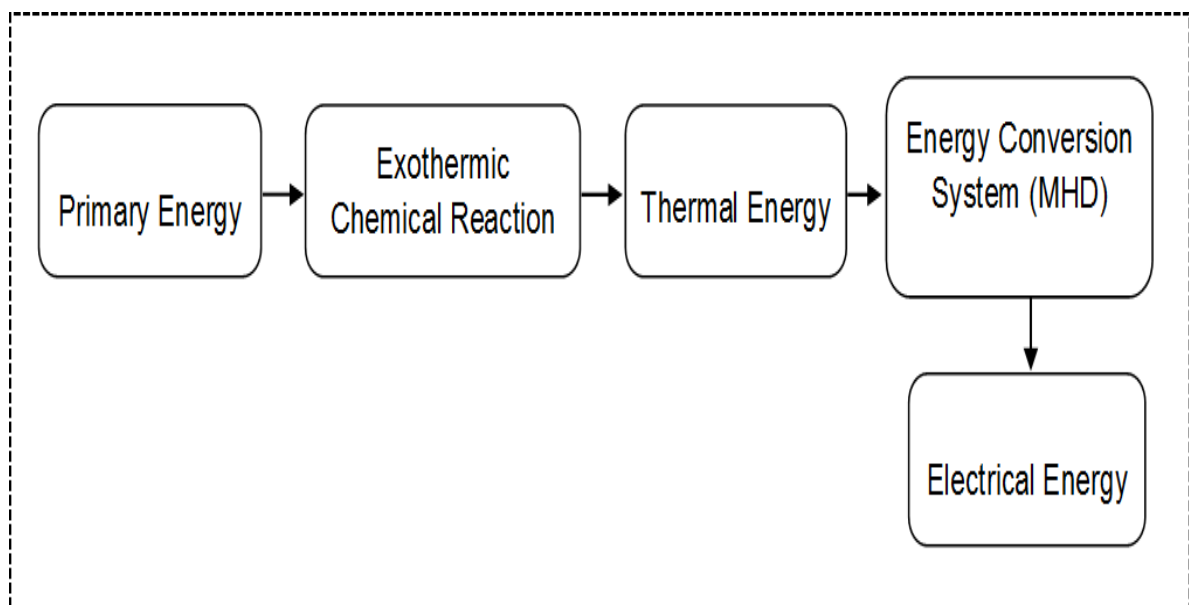 Primary Energy
Exothermic
Chemical Reaction
Thermal Energy
Energy Conversion
System (MHD)
Electrical Energy